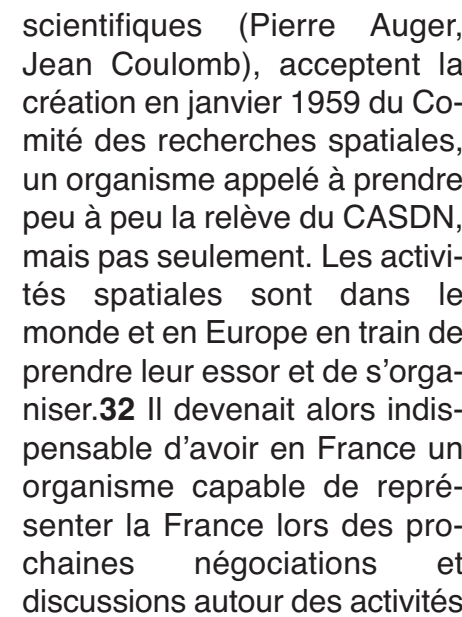 scientifiques (Pierre Auger,
Jean Coulomb), acceptent la
création en janvier 1959 du Co-
mité des recherches spatiales,
un organisme appelé à prendre
peu à peu la relève du CASDN,
mais pas seulement. Les activi-
tés spatiales sont dans le
monde et en Europe en train de
prendre leur essor et de s'orga-
niser.32 Il devenait alors indis-
pensable d'avoir en France un
organisme capable de repré-
senter la France lors des pro-
chaines négociations et
discussions autour des activités